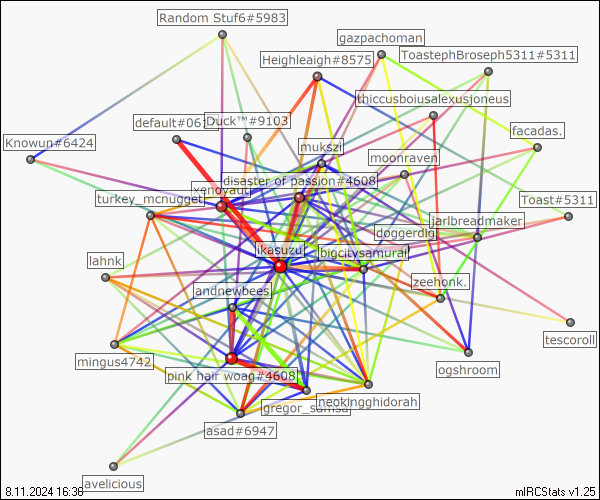 Random Stuf6#5983
gazpachoman
Heighleaigh#8575
ToastephBroseph5311#5311
thiccusboiusalexusjoneus
default#061
Duck™#9103
facadas.
Knowun#6424
mukszi
moonraven
disaster of passion#4608
xenoyautja
turkey_mcnugget
Toast#5311
jarlbreadmaker
doggerdig
ikasuzu
bigcitysamurai
lahnk
zeehonk.
andnewbees
tescoroll
mingus4742
ogshroom
pink hair woag#4608
gregor_samsa
neokingghidorah
asad#6947
avelicious
8.11.2024 16:36
mIRCStats v1.25